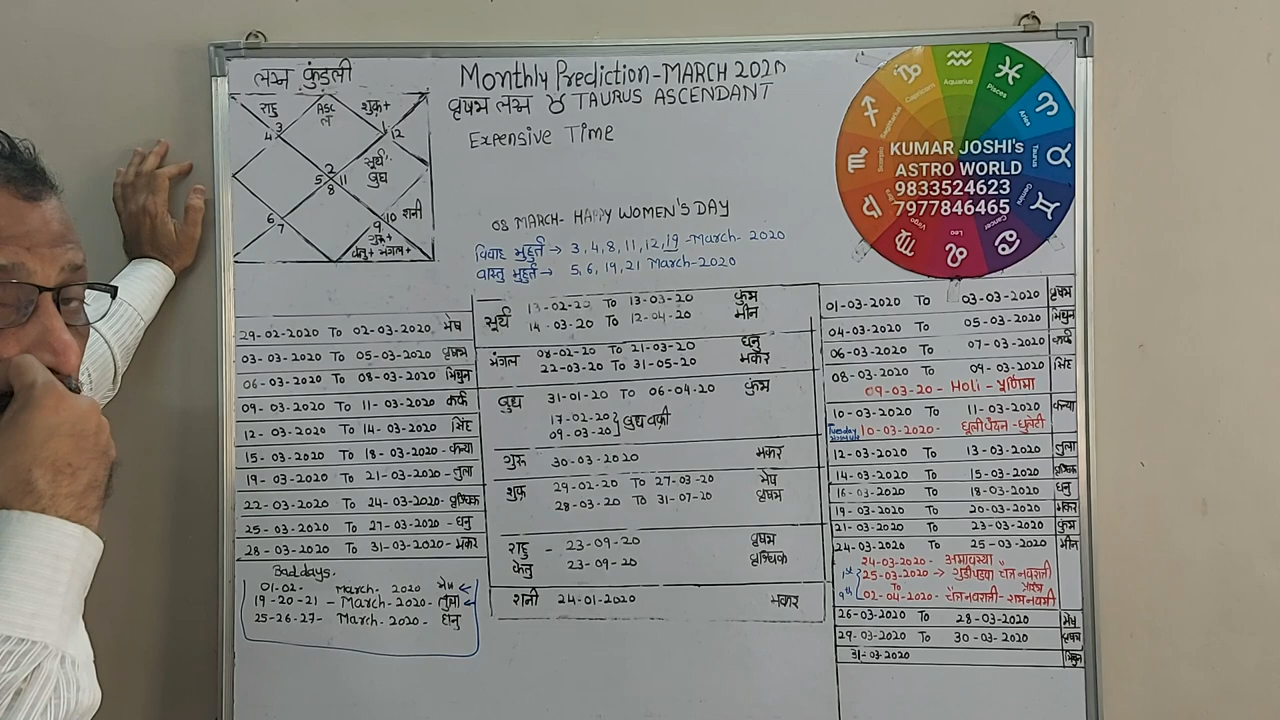 लग्न कुंडली
राहु
ASC
ल
शुक्र+
3
4
1
12
2
5 11
8
सूर्य
बुध
6
7
10 शनी
9
गुरु+
केतु+ मंगल+
Monthly Prediction-MARCH 2020
वृषभ लग्न ♉ TAURUS ASCENDANT
Expensive Time
08 MARCH- HAPPY WOMEN'S DAY
विवाह मुहुर्त → 3, 4, 8, 11, 12, 19 -March- 2020
वास्तु मुहुर्त → 5, 6, 19, 21 March-2020
Capricorn
Aquarius
Pisces
Aries
Taurus
Gemini
Cancer
Leo
Virgo
Libra
Scorpio
Sagittarius
KUMAR JOSHI's
ASTRO WORLD
9833524623
7977846465
29-02-2020 To 02-03-2020 मेष
03-03-2020 To 05-03-2020 वृषभ
06-03-2020 To 08-03-2020 मिथुन
09-03-2020 To 11-03-2020 कर्क
12-03-2020 To 14-03-2020 सिंह
15-03-2020 To 18-03-2020 कन्या
19-03-2020 To 21-03-2020 -तुला
22-03-2020 To 24-03-2020- वृश्चिक
25-03-2020 To 27-03-2020 - धनु
28-03-2020 To 31-03-2020- मकर
Bad days.
01-02- March- 2020 मेष
19-20-21 - March-2020- तुला
25-26-27- March-2020- धनु
सूर्य 13-02-20 To 13-03-20 कुंभ
14-03-20 To 12-04-20 मीन
मंगल 08-02-20 To 21-03-20 धनु
22-03-20 To 31-05-20 मकर
बुध 31-01-20 To 06-04-20 कुंभ
17-02-20
09-03-20 } बुध वक्री
गुरु 30-03-2020 मकर
शुक्र 29-02-20 To 27-03-20 मेष
28-03-20 To 31-07-20 वृषभ
राहु - 23-09-20 वृषभ
केतु 23-09-20 वृश्चिक
शनी 24-01-2020 मकर
01-03-2020 To 03-03-2020 वृषभ
04-03-2020 To 05-03-2020 मिथुन
06-03-2020 To 07-03-2020 कर्क
08-03-2020 To 09-03-2020 सिंह
09-03-20 - Holi - पूर्णिमा
10-03-2020 To 11-03-2020 कन्या
Tuesday 10-03-2020-
12-03-2020 To 13-03-2020 तुला
14-03-2020 To 15-03-2020 वृश्चिक
16-03-2020 To 18-03-2020 धनु
19-03-2020 To 20-03-2020 मकर
21-03-2020 To 23-03-2020 कुंभ
24-03-2020 To 25-03-2020 मीन
24-03-2020- अमावस्या
1st 25-03-2020 → गुडीपडवा चैत्र नवरात्री
To
9th 02-04-2020- चैत्र नवरात्री- रामनवमी
26-03-2020 To 28-03-2020 मेष
29-03-2020 To 30-03-2020 वृषभ
31-03-2020 मिथुन